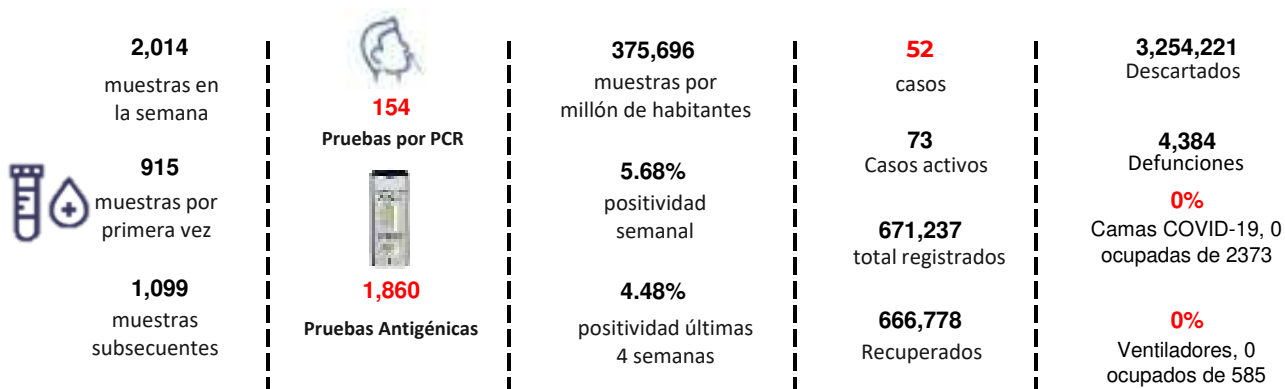 2,014
muestras en
la semana
915
muestras por
primera vez
1,099
muestras
subsecuentes
154
Pruebas por PCR
1,860
Pruebas Antigénicas
375,696
muestras por
millón de habitantes
5.68%
positividad
semanal
4.48%
positividad últimas
4 semanas
52
casos
73
Casos activos
671,237
total registrados
666,778
Recuperados
3,254,221
Descartados
4,384
Defunciones
0%
Camas COVID-19, 0
ocupadas de 2373
0%
Ventiladores, 0
ocupados de 585